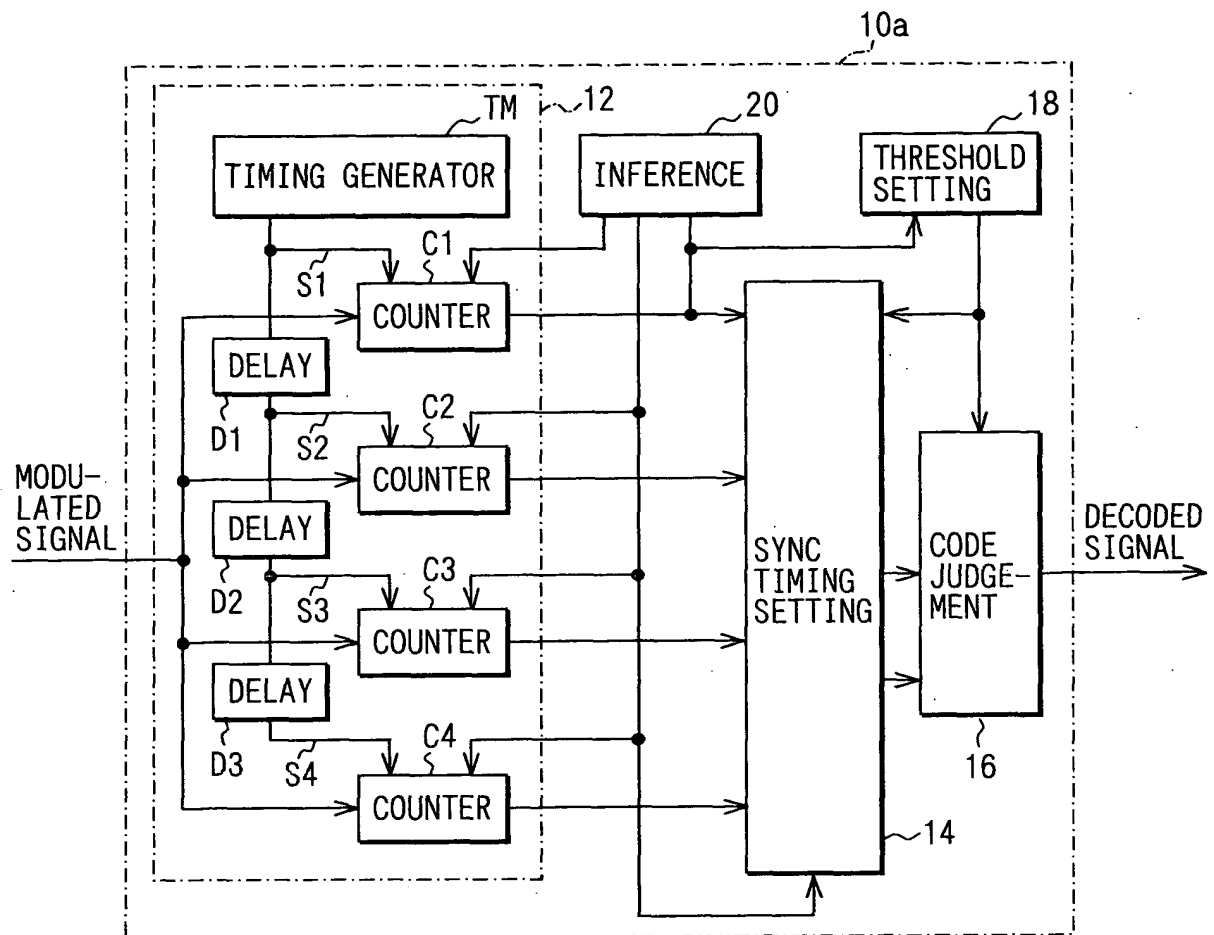 10a
12
TM
TIMING GENERATOR
20
INFERENCE
18
THRESHOLD
SETTING
S1
C1
COUNTER
DELAY
D1
S2
C2
COUNTER
MODU-
LATED
SIGNAL
DELAY
D2
S3
C3
COUNTER
DELAY
D3
S4
C4
COUNTER
SYNC
TIMING
SETTING
14
CODE
JUDGE-
MENT
16
DECODED
SIGNAL